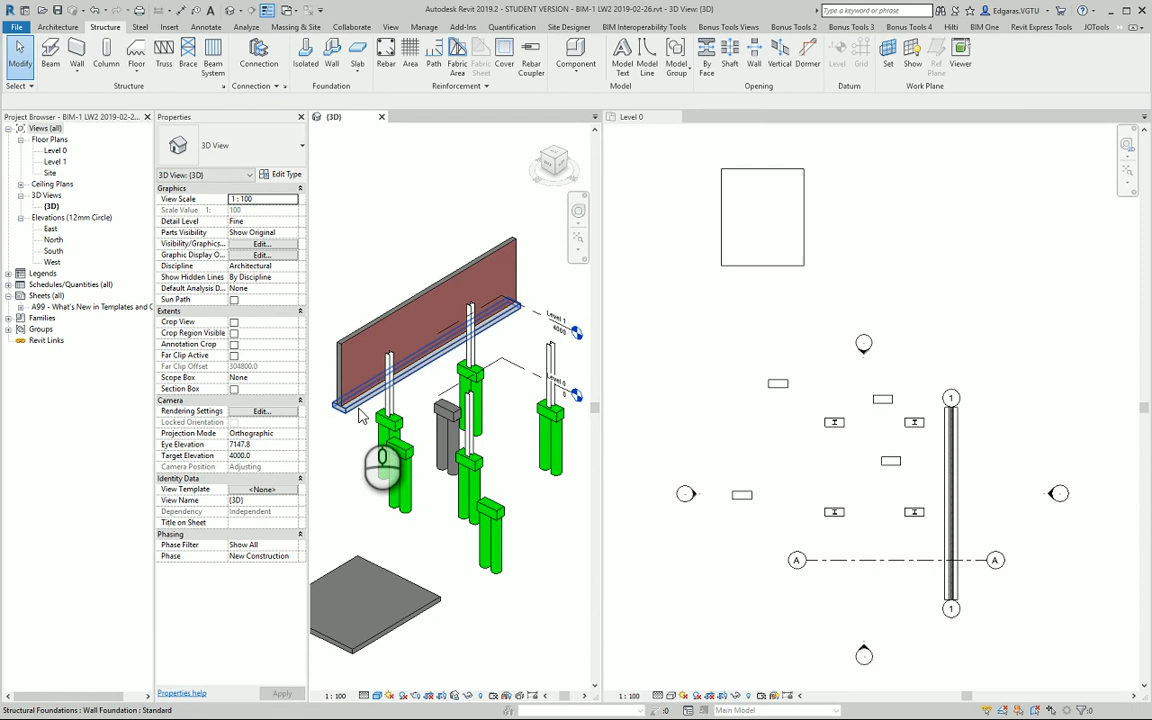 Autodesk Revit 2019.2 - STUDENT VERSION - BIM-1 LW2 2019-02-26.rvt - 3D View: {3D}
Type a keyword or phrase
Edgaras.VGTU
File Architecture Structure Steel Systems Insert Annotate Analyze Massing & Site Collaborate View Manage Add-Ins Quantification Site Designer BIM Interoperability Tools Bonus Tools Views Bonus Tools 2 Bonus Tools 3 Bonus Tools 4 BIM One Revit Express Tools JOTools
Modify Beam Wall Column Floor Truss Brace Beam System Connection Isolated Wall Slab Rebar Area Path Fabric Area Fabric Sheet Cover Rebar Coupler Component Model Text Model Line Model Group By Face Shaft Wall Vertical Dormer Level Grid Set Show Ref Plane Viewer
Select Structure Connection Foundation Reinforcement Model Opening Datum Work Plane
Project Browser - BIM-1 LW2 2019-02-2...
Views (all)
Floor Plans
Level 0
Level 1
Site
Ceiling Plans
3D Views
{3D}
Elevations (12mm Circle)
East
North
South
West
Legends
Schedules/Quantities (all)
Sheets (all)
A99 - What's New in Templates and C
Families
Groups
Revit Links
Properties
3D View
3D View: {3D} Edit Type
Graphics
View Scale 1 : 100
Scale Value 1: 100
Detail Level Fine
Parts Visibility Show Original
Visibility/Graphics... Edit...
Graphic Display O... Edit...
Discipline Architectural
Show Hidden Lines By Discipline
Default Analysis D... None
Sun Path
Extents
Crop View
Crop Region Visible
Annotation Crop
Far Clip Active
Far Clip Offset 304800.0
Scope Box None
Section Box
Camera
Rendering Settings Edit...
Locked Orientation
Projection Mode Orthographic
Eye Elevation 7147.8
Target Elevation 4000.0
Camera Position Adjusting
Identity Data
View Template <None>
View Name {3D}
Dependency Independent
Title on Sheet
Phasing
Phase Filter Show All
Phase New Construction
Properties help Apply
{3D}
Level 1
4000
Level 0
0
1 : 100
Level 0
1
A A
1
1 : 100
Structural Foundations : Wall Foundation : Standard
:0
Main Model
:0